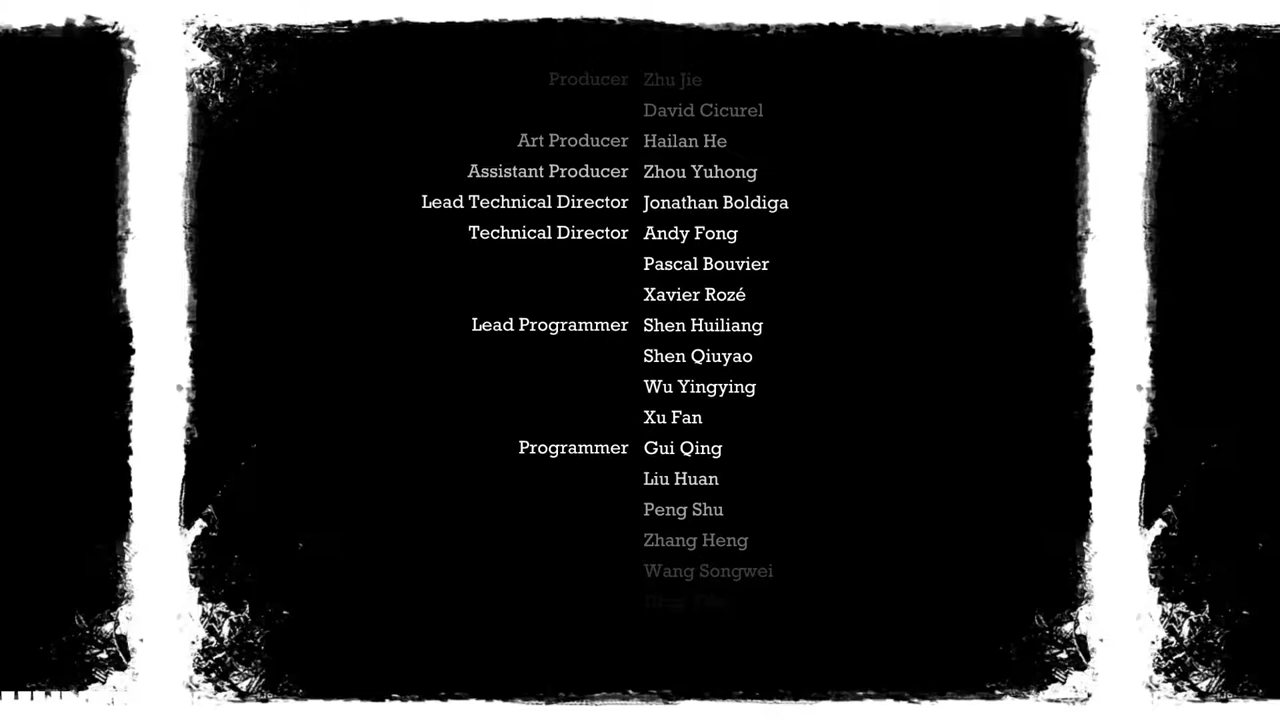 Producer Zhu Jie
David Cicurel
Art Producer Hailan He
Assistant Producer Zhou Yuhong
Lead Technical Director Jonathan Boldiga
Technical Director Andy Fong
Pascal Bouvier
Xavier Rozé
Lead Programmer Shen Huiliang
Shen Qiuyao
Wu Yingying
Xu Fan
Programmer Gui Qing
Liu Huan
Peng Shu
Zhang Heng
Wang Songwei